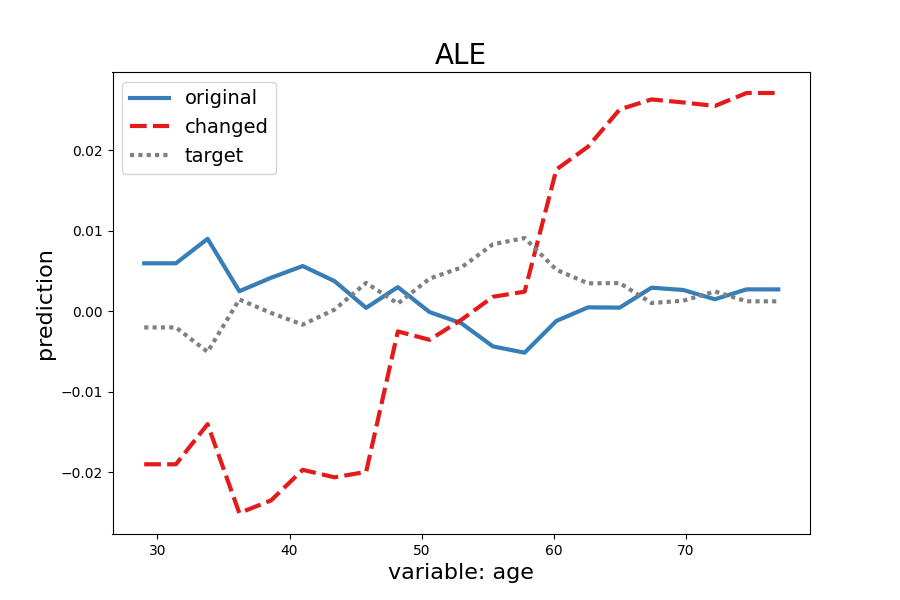 ALE
original
changed
target
prediction
0.02
0.01
0.00
−0.01
−0.02
30 40 50 60 70
variable: age